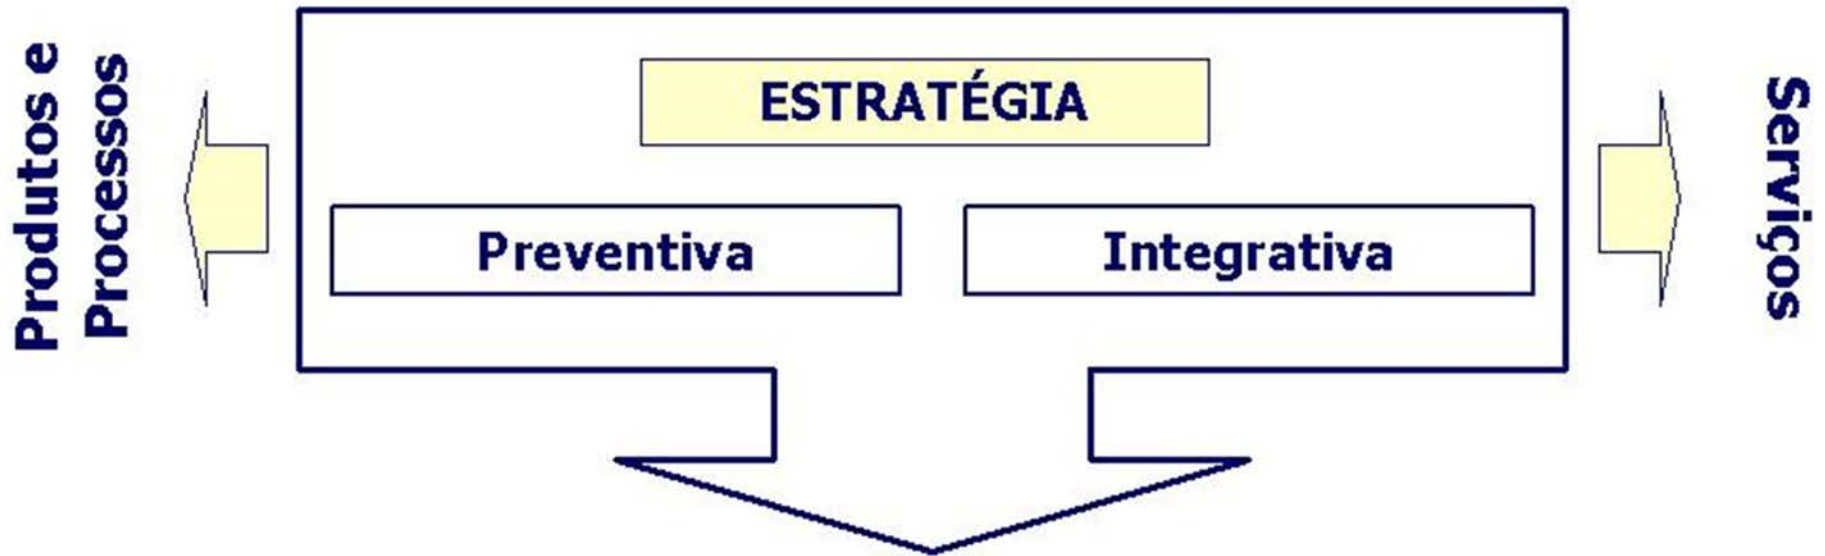 Produtos e
Processos
ESTRATÉGIA
Preventiva
Integrativa
Serviços